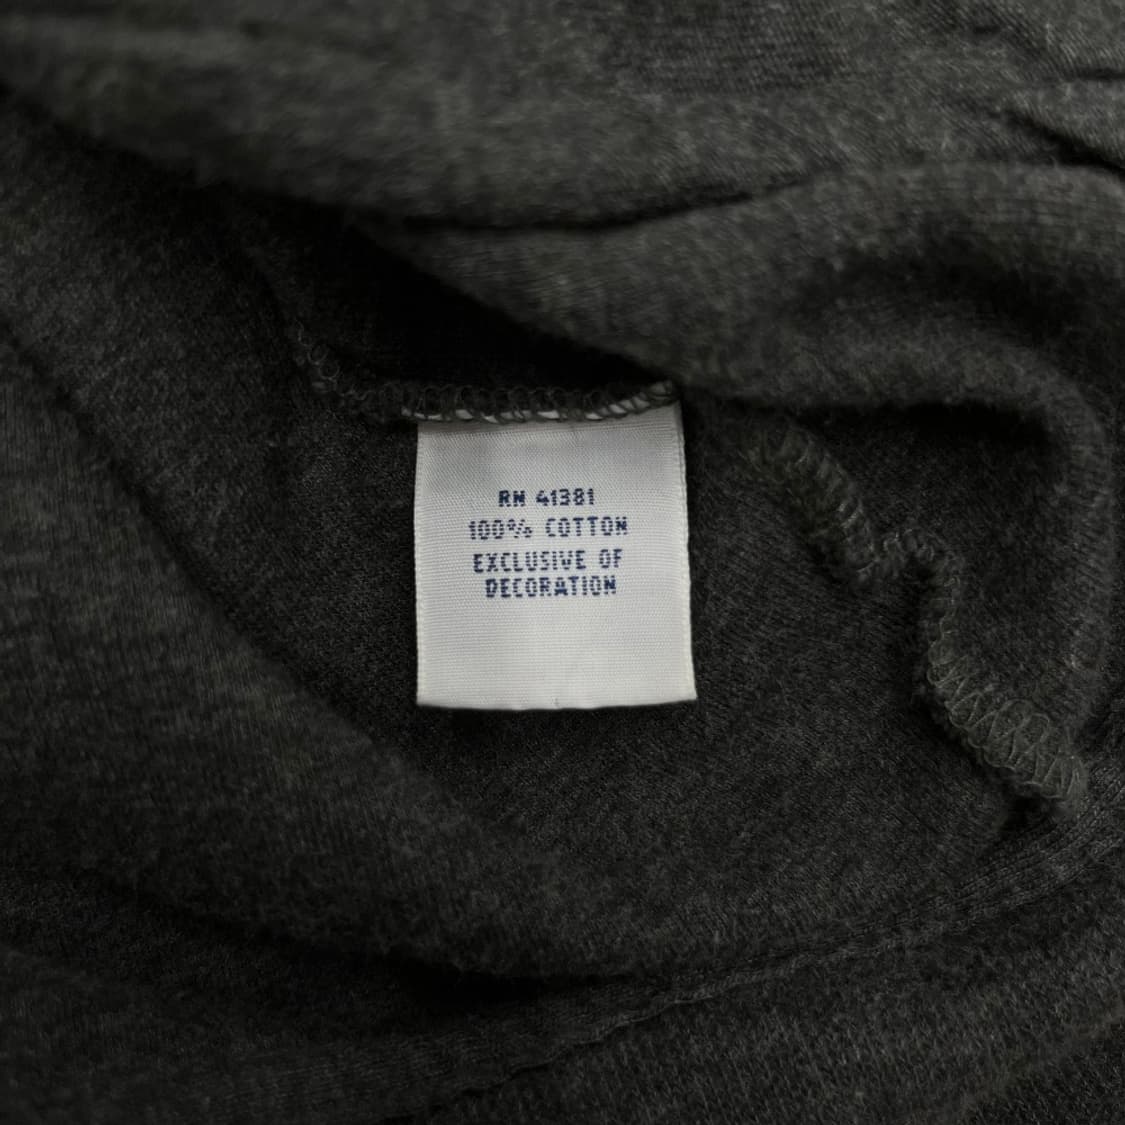 RN 41381
100% COTTON
EXCLUSIVE OF
DECORATION